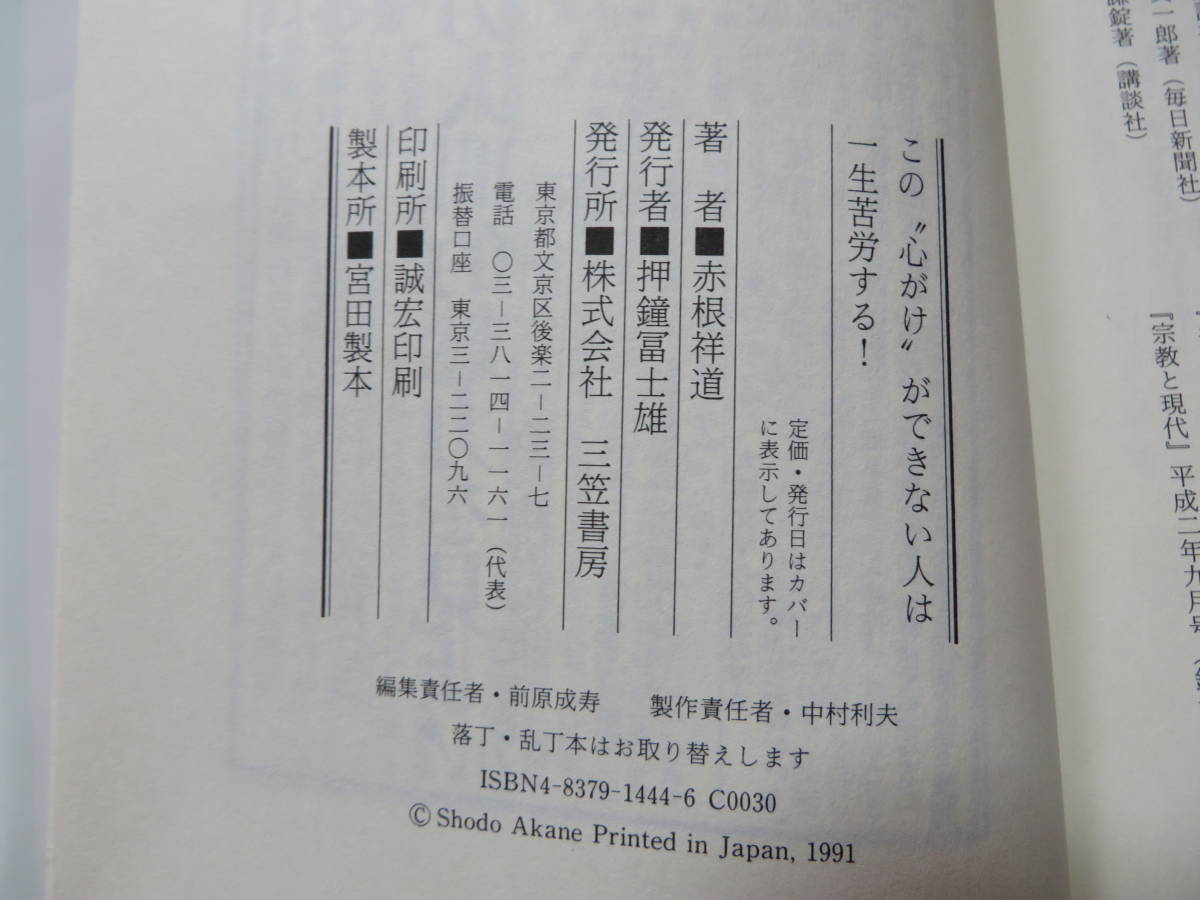 謙錠著(講談社)
一郎著(毎日新聞社)
『宗教と現代』平成二年九月号
この〝心がけ〟ができない人は
一生苦労する!
定価・発行日はカバー
に表示してあります。
著 者■赤根祥道
発行者■押鐘冨士雄
発行所■株式会社 三笠書房
東京都文京区後楽二-二三-七
電話 〇三-三八一四-一一六一(代表)
振替口座 東京三-二二〇九六
印刷所■誠宏印刷
製本所■宮田製本
編集責任者・前原成寿 製作責任者・中村利夫
落丁・乱丁本はお取り替えします
ISBN4-8379-1444-6 C0030
© Shodo Akane Printed in Japan, 1991